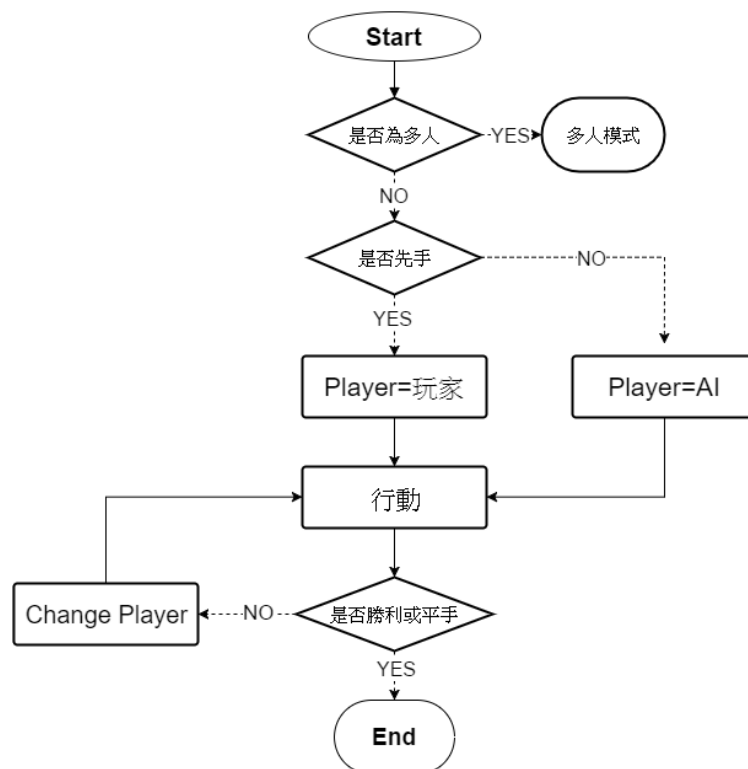 Start
是否為多人
YES
多人模式
NO
是否先手
NO
YES
Player=玩家
Player=AI
行動
Change Player
NO
是否勝利或平手
YES
End